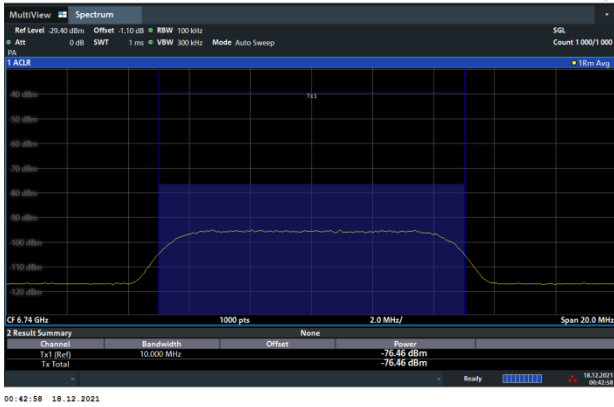 MultiView Spectrum
Ref Level -29.40 dBm Offset -1.10 dB RBW 100 kHz SGL
Att 0 dB SWT 1 ms VBW 300 kHz Mode Auto Sweep Count 1000/1000
PA
1 ACLR 1Rm Avg
Tx1
-40 dBm
-50 dBm
-60 dBm
-70 dBm
-80 dBm
-90 dBm
-100 dBm
-110 dBm
-120 dBm
CF 6.74 GHz 1000 pts 2.0 MHz/ Span 20.0 MHz
2 Result Summary None
Channel Bandwidth Offset Power
Tx1 (Ref) 10.000 MHz -76.46 dBm
Tx Total -76.46 dBm
Ready 18.12.2021
00:42:58
00:42:58 18.12.2021